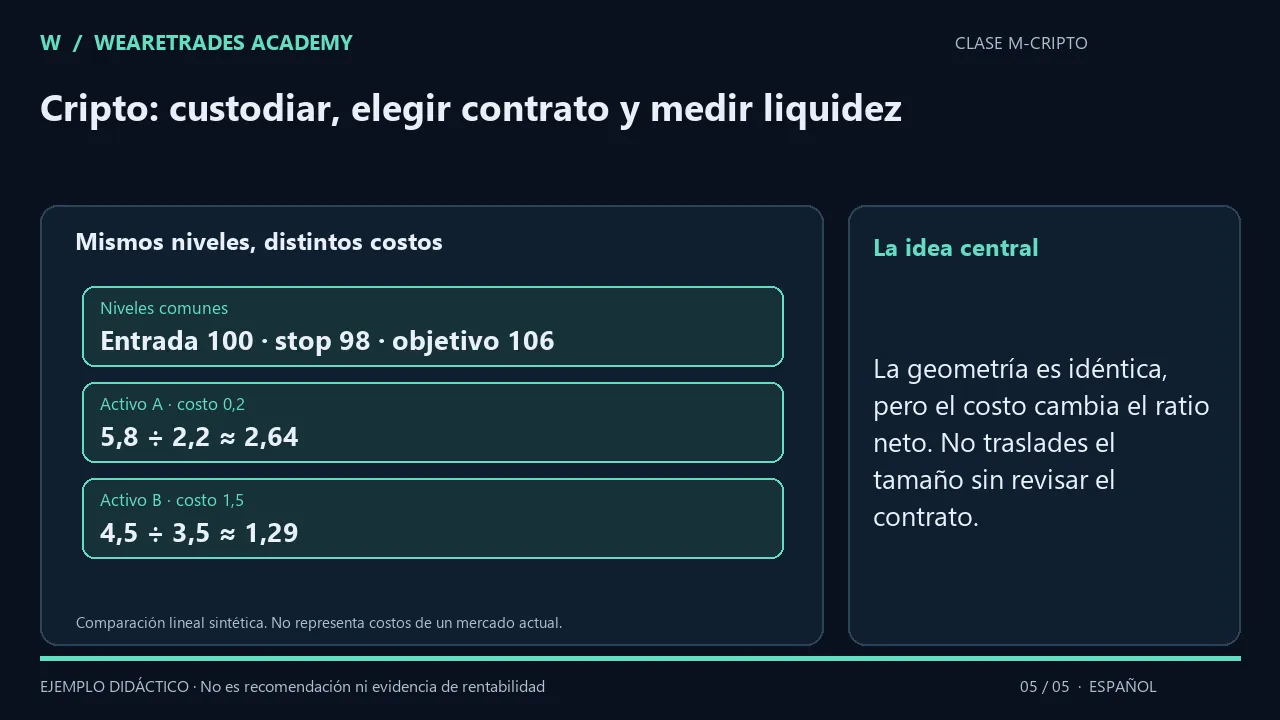 W / WEARETRADES ACADEMY
CLASE M-CRIPTO
Cripto: custodiar, elegir contrato y medir liquidez
Mismos niveles, distintos costos
Niveles comunes
Entrada 100 · stop 98 · objetivo 106
Activo A · costo 0,2
5,8 ÷ 2,2 ≈ 2,64
Activo B · costo 1,5
4,5 ÷ 3,5 ≈ 1,29
Comparación lineal sintética. No representa costos de un mercado actual.
La idea central
La geometría es idéntica,
pero el costo cambia el ratio
neto. No traslades el
tamaño sin revisar el
contrato.
EJEMPLO DIDÁCTICO · No es recomendación ni evidencia de rentabilidad
05 / 05 · ESPAÑOL